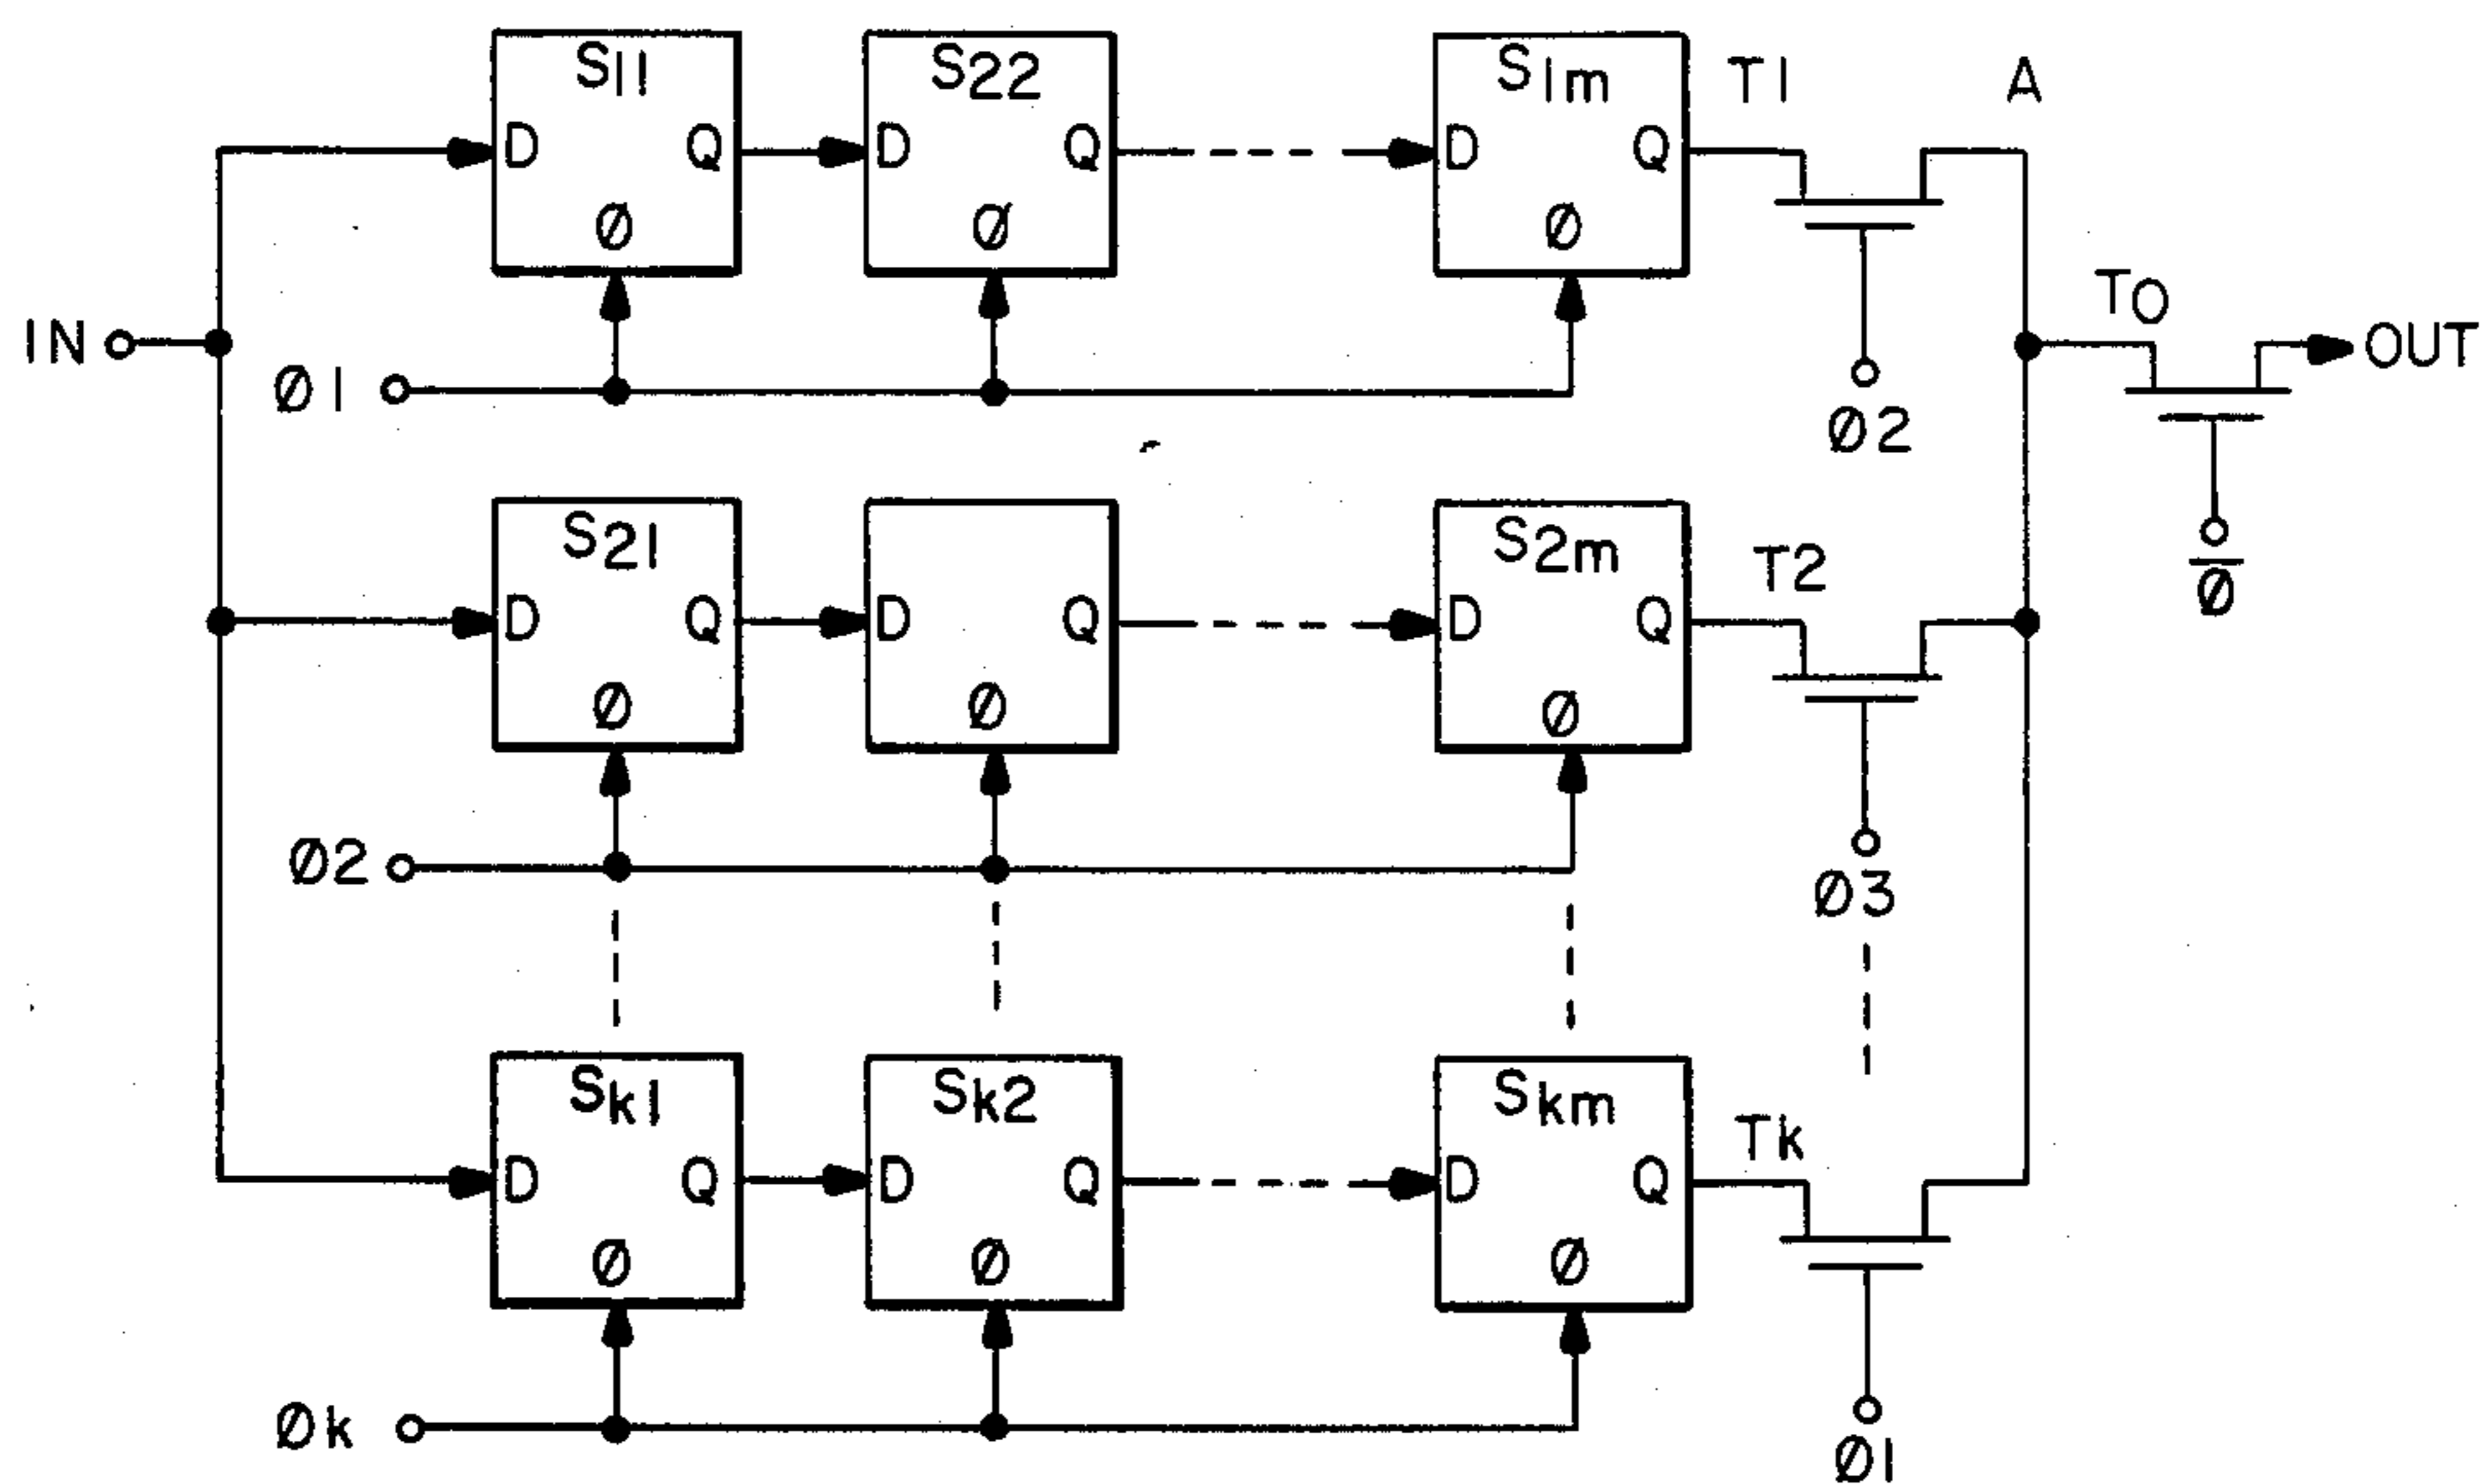 S11 S22 S1m T1 A
D Q D Q D Q
Ø Ø Ø
TO
IN OUT
Ø1
Ø2
S21 S2m T2
Ø̅
D Q D Q D Q
Ø Ø Ø
Ø2 Ø3
Sk1 Sk2 Skm Tk
D Q D Q D Q
Ø Ø Ø
Øk Ø1